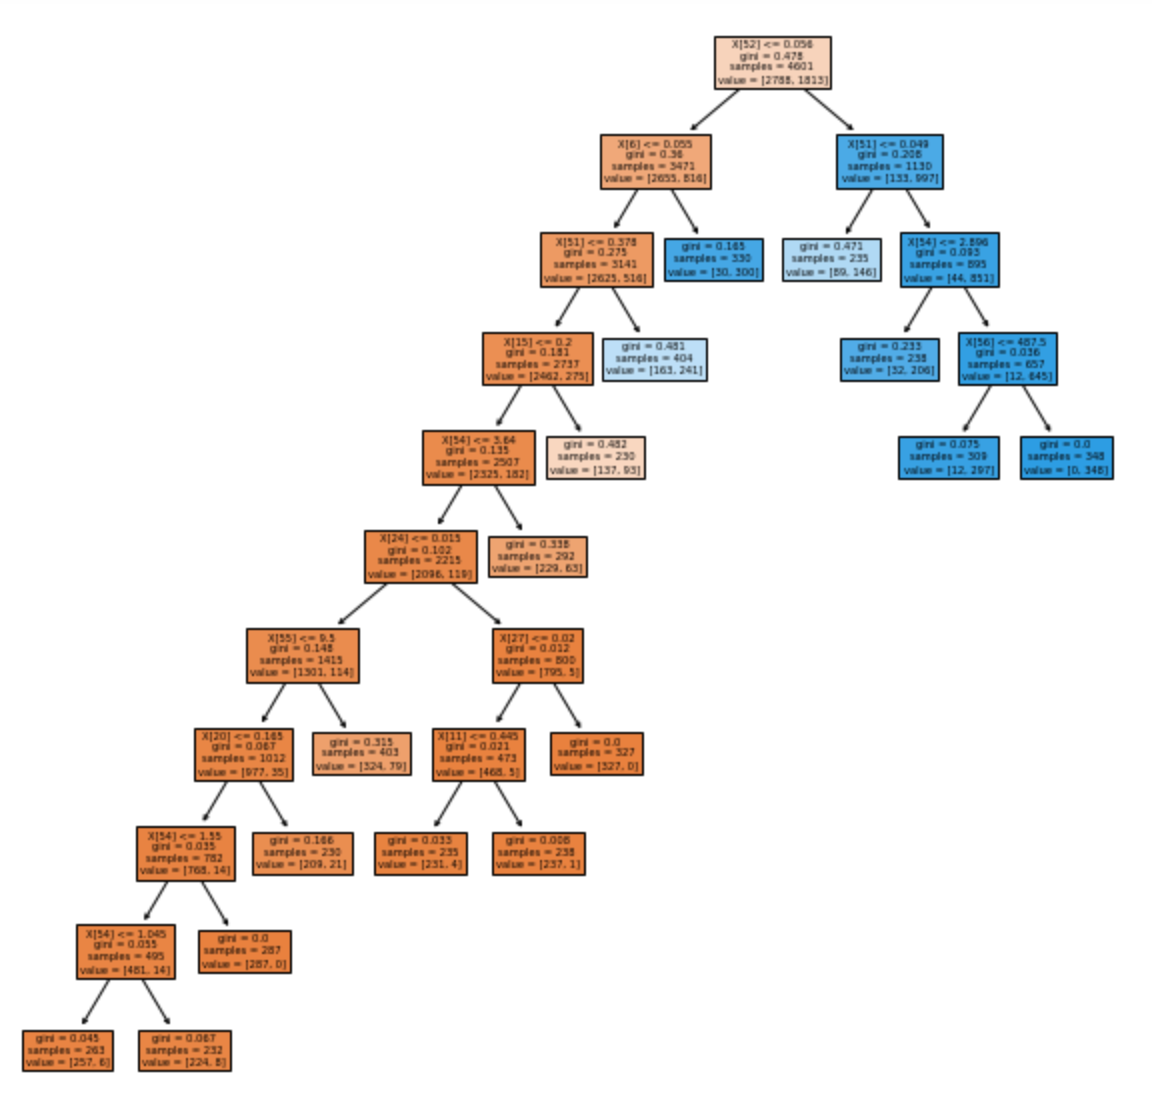 X[52] <= 0.056
gini = 0.478
samples = 4601
value = [2788, 1813]
X[6] <= 0.055
gini = 0.36
samples = 3471
value = [2655, 816]
X[51] <= 0.049
gini = 0.208
samples = 1130
value = [133, 997]
X[51] <= 0.378
gini = 0.275
samples = 3141
value = [2625, 516]
gini = 0.165
samples = 330
value = [30, 300]
gini = 0.471
samples = 235
value = [89, 146]
X[54] <= 2.896
gini = 0.093
samples = 895
value = [44, 851]
X[15] <= 0.2
gini = 0.181
samples = 2737
value = [2462, 275]
gini = 0.481
samples = 404
value = [163, 241]
gini = 0.233
samples = 238
value = [32, 206]
X[56] <= 487.5
gini = 0.036
samples = 657
value = [12, 645]
X[54] <= 3.64
gini = 0.135
samples = 2507
value = [2325, 182]
gini = 0.482
samples = 230
value = [137, 93]
gini = 0.075
samples = 309
value = [12, 297]
gini = 0.0
samples = 348
value = [0, 348]
X[24] <= 0.015
gini = 0.102
samples = 2215
value = [2096, 119]
gini = 0.338
samples = 292
value = [229, 63]
X[55] <= 9.5
gini = 0.148
samples = 1415
value = [1301, 114]
X[27] <= 0.02
gini = 0.012
samples = 800
value = [795, 5]
X[20] <= 0.165
gini = 0.067
samples = 1012
value = [977, 35]
gini = 0.315
samples = 403
value = [324, 79]
X[11] <= 0.445
gini = 0.021
samples = 473
value = [468, 5]
gini = 0.0
samples = 327
value = [327, 0]
X[54] <= 1.55
gini = 0.035
samples = 782
value = [768, 14]
gini = 0.166
samples = 230
value = [209, 21]
gini = 0.033
samples = 235
value = [231, 4]
gini = 0.008
samples = 238
value = [237, 1]
X[54] <= 1.045
gini = 0.055
samples = 495
value = [481, 14]
gini = 0.0
samples = 287
value = [287, 0]
gini = 0.045
samples = 263
value = [257, 6]
gini = 0.067
samples = 232
value = [224, 8]